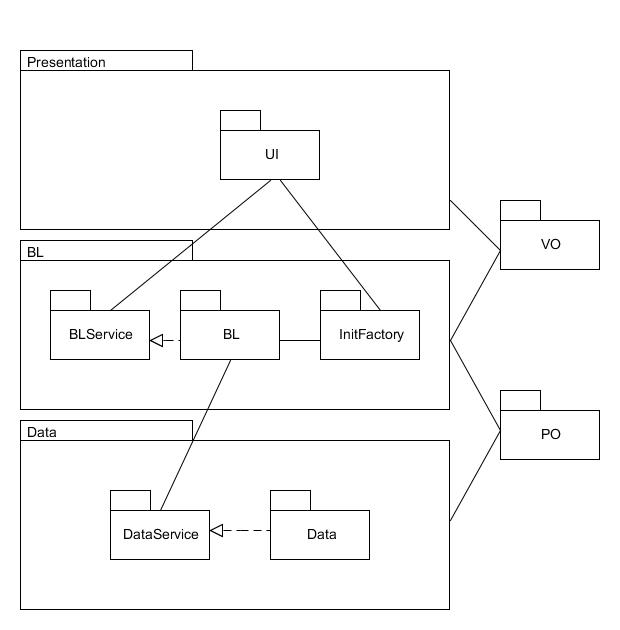 Presentation
UI
VO
BL
BLService
BL
InitFactory
PO
Data
DataService
Data